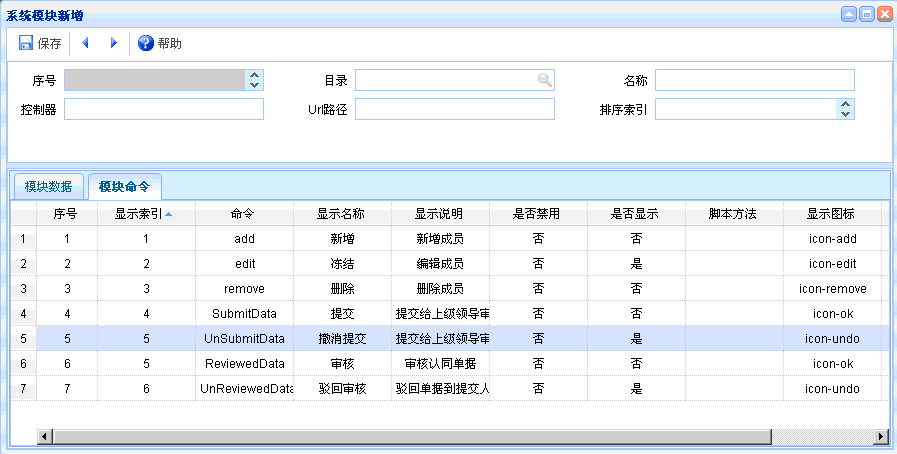 系统模块新增
保存 帮助
序号 目录 名称
控制器 Url路径 排序索引
模块数据 模块命令
序号 显示索引 命令 显示名称 显示说明 是否禁用 是否显示 脚本方法 显示图标
1 1 1 add 新增 新增成员 否 否 icon-add
2 2 2 edit 冻结 编辑成员 否 是 icon-edit
3 3 3 remove 删除 删除成员 否 否 icon-remove
4 4 4 SubmitData 提交 提交给上级领导审 否 否 icon-ok
5 5 5 UnSubmitData 撤消提交 提交给上级领导审 否 是 icon-undo
6 6 5 ReviewedData 审核 审核认同单据 否 否 icon-ok
7 7 6 UnReviewedData 驳回审核 驳回单据到提交人 否 是 icon-undo